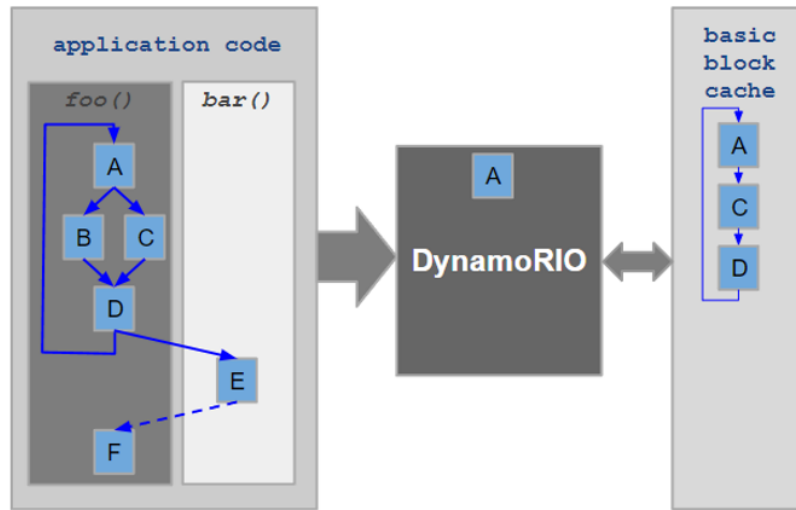 application code
foo()
bar()
A
B
C
D
E
F
A
DynamoRIO
basic
block
cache
A
C
D